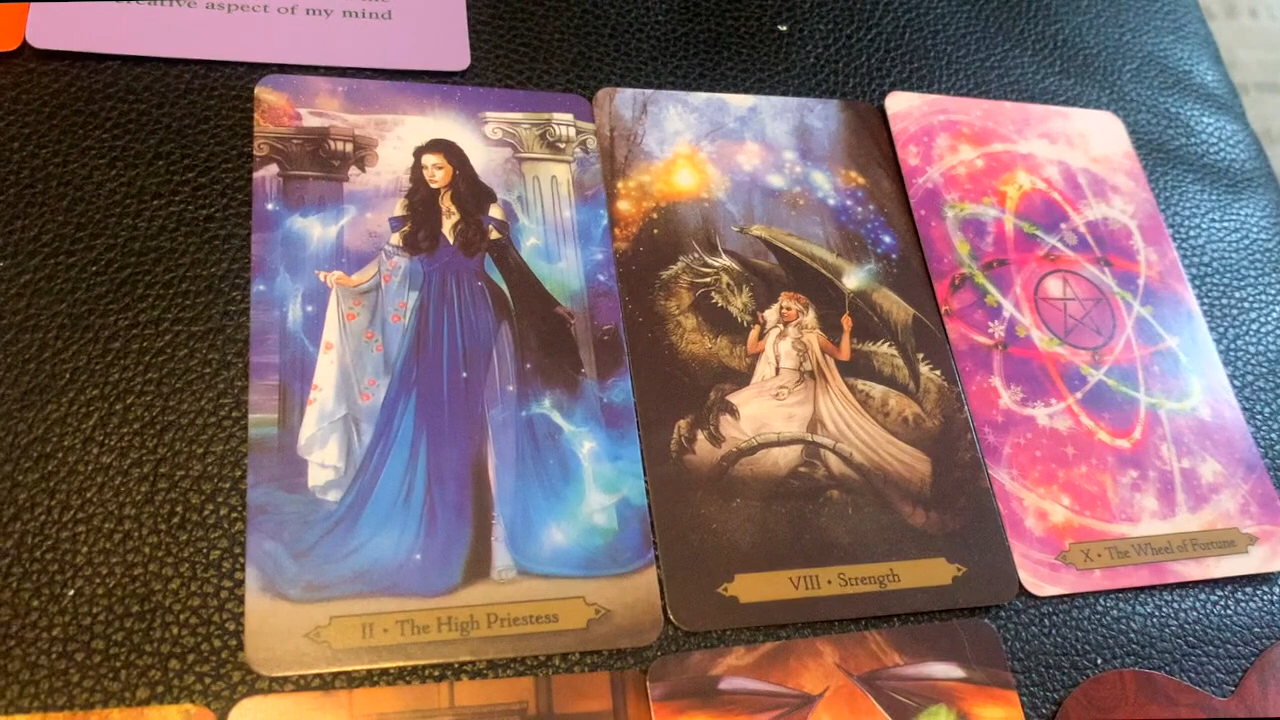 creative aspect of my mind
II • The High Priestess
VIII • Strength
X • The Wheel of Fortune